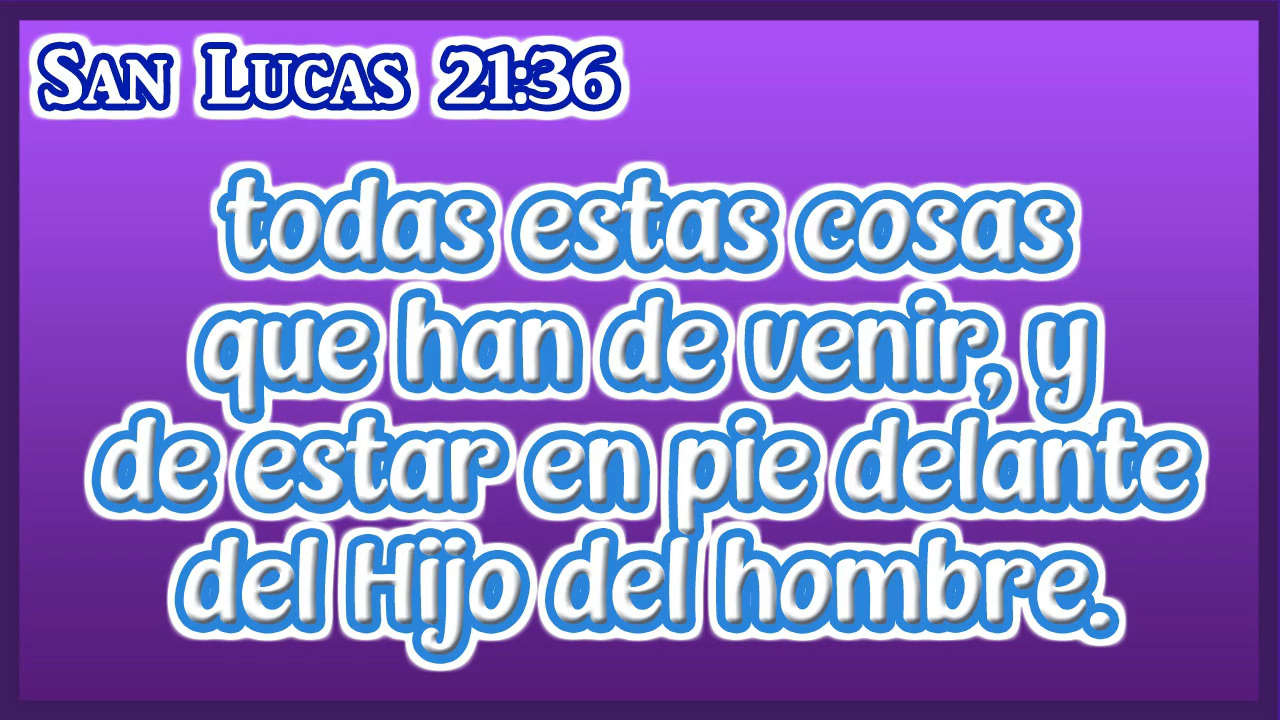 San Lucas 21:36
todas estas cosas
que han de venir, y
de estar en pie delante
del Hijo del hombre.